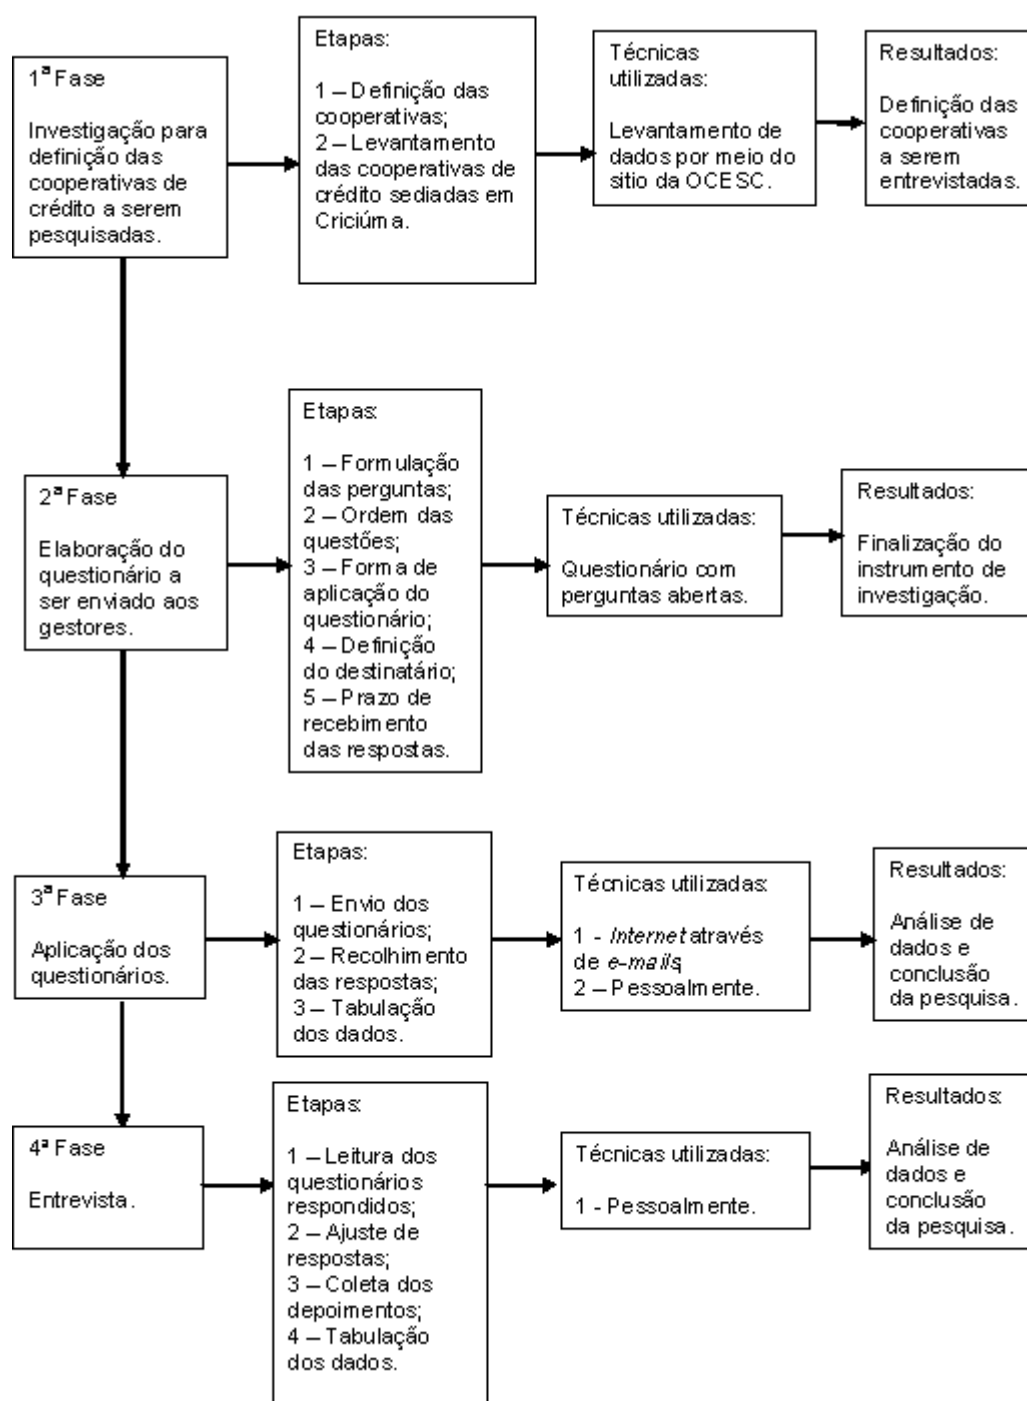 1ª Fase
Investigação para
definição das
cooperativas de
crédito a serem
pesquisadas.
Etapas:
1 – Definição das
cooperativas;
2 – Levantamento
das cooperativas de
crédito sediadas em
Criciúma.
Técnicas
utilizadas:
Levantamento de
dados por meio do
sitio da OCESC.
Resultados:
Definição das
cooperativas
a serem
entrevistadas.
2ª Fase
Elaboração do
questionário a
ser enviado aos
gestores.
Etapas:
1 – Formulação
das perguntas;
2 – Ordem das
questões;
3 – Forma de
aplicação do
questionário;
4 – Definição
do destinatário;
5 – Prazo de
recebimento
das respostas.
Técnicas utilizadas:
Questionário com
perguntas abertas.
Resultados:
Finalização do
instrumento de
investigação.
3ª Fase
Aplicação dos
questionários.
Etapas:
1 – Envio dos
questionários;
2 – Recolhimento
das respostas;
3 – Tabulação
dos dados.
Técnicas utilizadas:
1 - Internet através
de e-mails;
2 – Pessoalmente.
Resultados:
Análise de
dados e
conclusão
da pesquisa.
4ª Fase
Entrevista.
Etapas:
1 – Leitura dos
questionários
respondidos;
2 – Ajuste de
respostas;
3 – Coleta dos
depoimentos;
4 – Tabulação
dos dados.
Técnicas utilizadas:
1 - Pessoalmente.
Resultados:
Análise de
dados e
conclusão
da pesquisa.